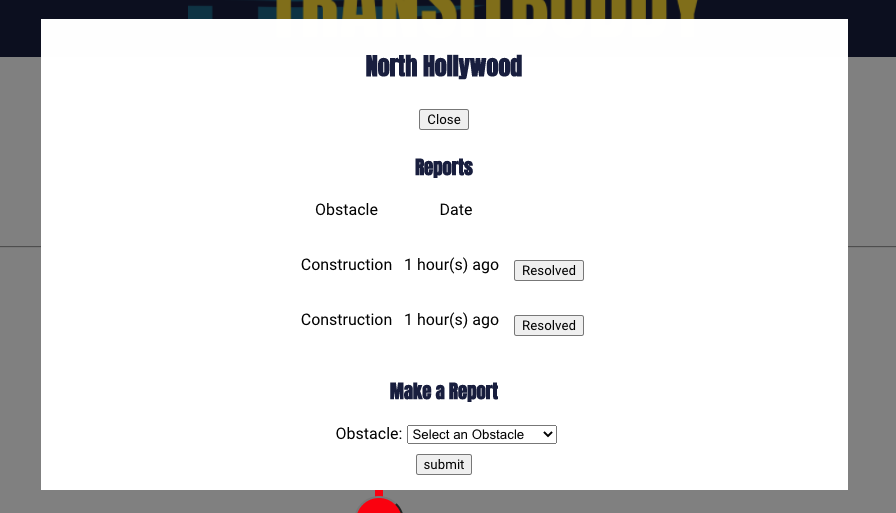 North Hollywood
Close
Reports
Obstacle Date
Construction 1 hour(s) ago Resolved
Construction 1 hour(s) ago Resolved
Make a Report
Obstacle: Select an Obstacle
submit